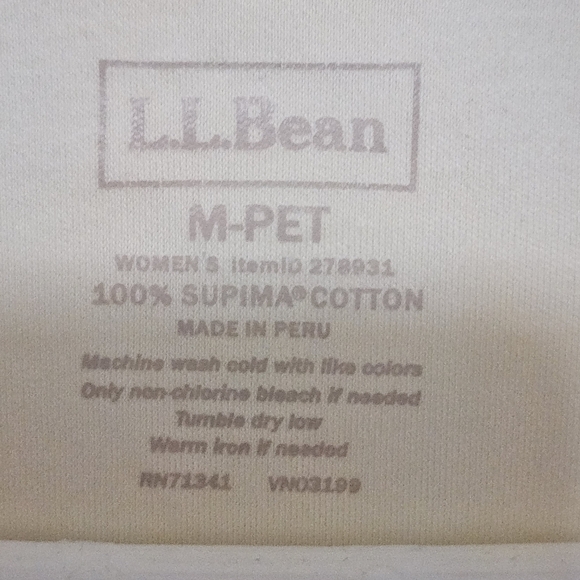 L.L.Bean
M-PET
WOMEN'S ItemID 278931
100% SUPIMA® COTTON
MADE IN PERU
Machine wash cold with like colors
Only non-chlorine bleach if needed
Tumble dry low
Warm iron if needed
RN71341 VN03199